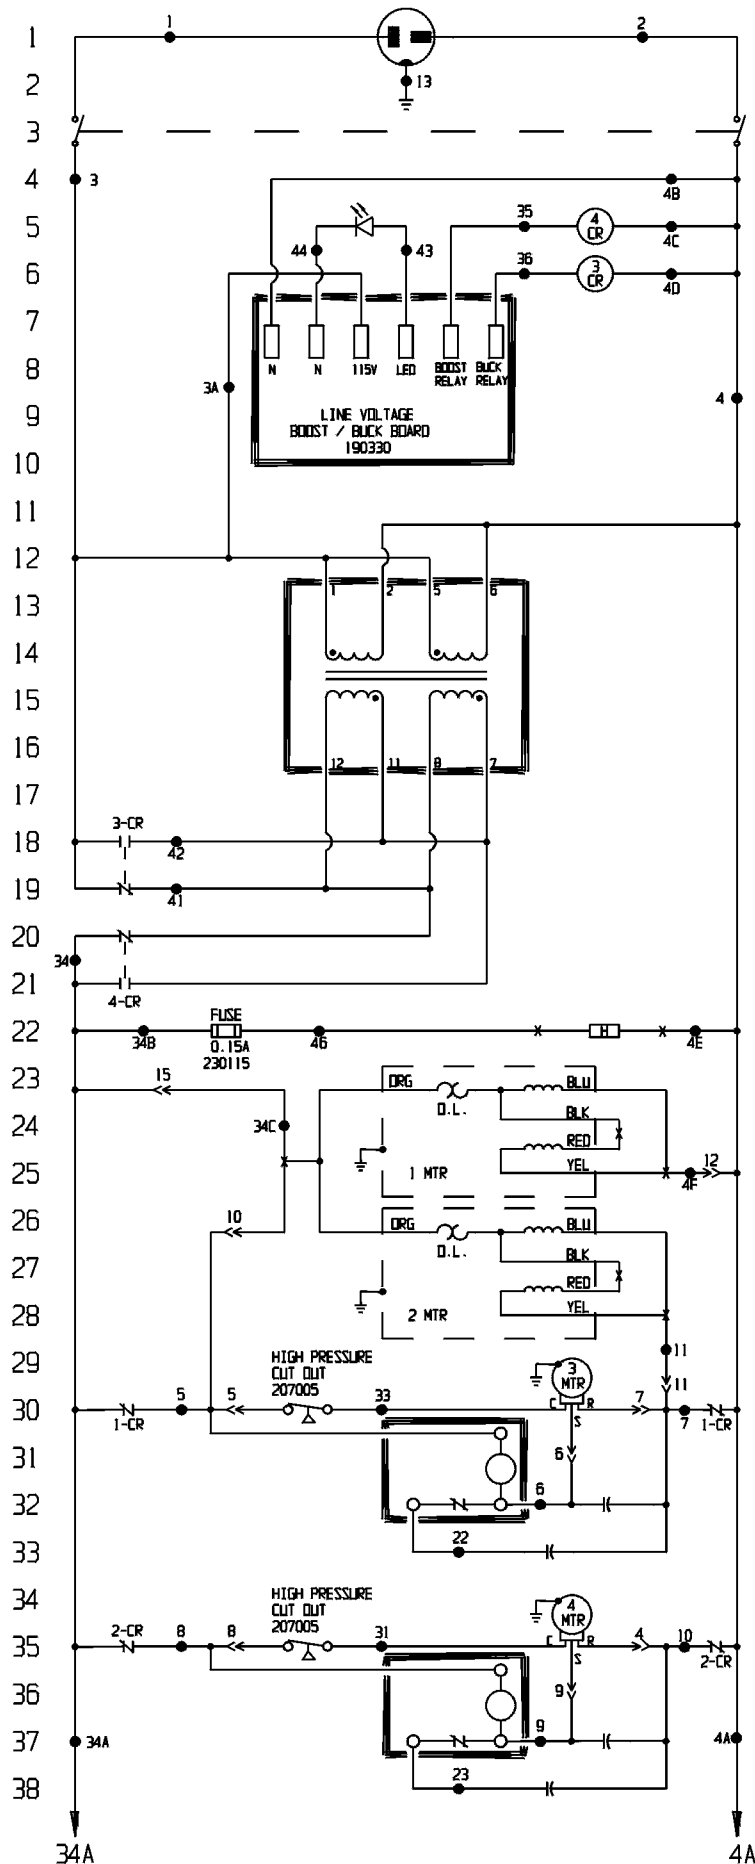 1
1
2
2
13
3
4
3
4B
5
35
4
CR
4C
44
43
6
36
3
CR
4D
7
8
N
N
115V
LED
BOOST
RELAY
BUCK
RELAY
3A
4
9
LINE VOLTAGE
BOOST / BUCK BOARD
190330
10
11
12
13
1
2
5
6
14
15
16
12
11
8
7
17
18
3-CR
42
19
41
20
34
21
4-CR
22
FUSE
34B
0.15A
230115
46
H
4E
23
15
ORG
O.L.
BLU
24
34C
BLK
RED
25
1 MTR
YEL
4F
12
26
10
ORG
O.L.
BLU
27
BLK
RED
28
2 MTR
YEL
29
HIGH PRESSURE
CUT OUT
207005
3
MTR
11
11
30
5
5
33
C
R
S
7
7
1-CR
1-CR
31
6
32
6
33
22
34
HIGH PRESSURE
CUT OUT
207005
4
MTR
35
2-CR
8
8
31
C
R
S
4
10
2-CR
36
9
37
34A
9
4A
38
23
34A
4A